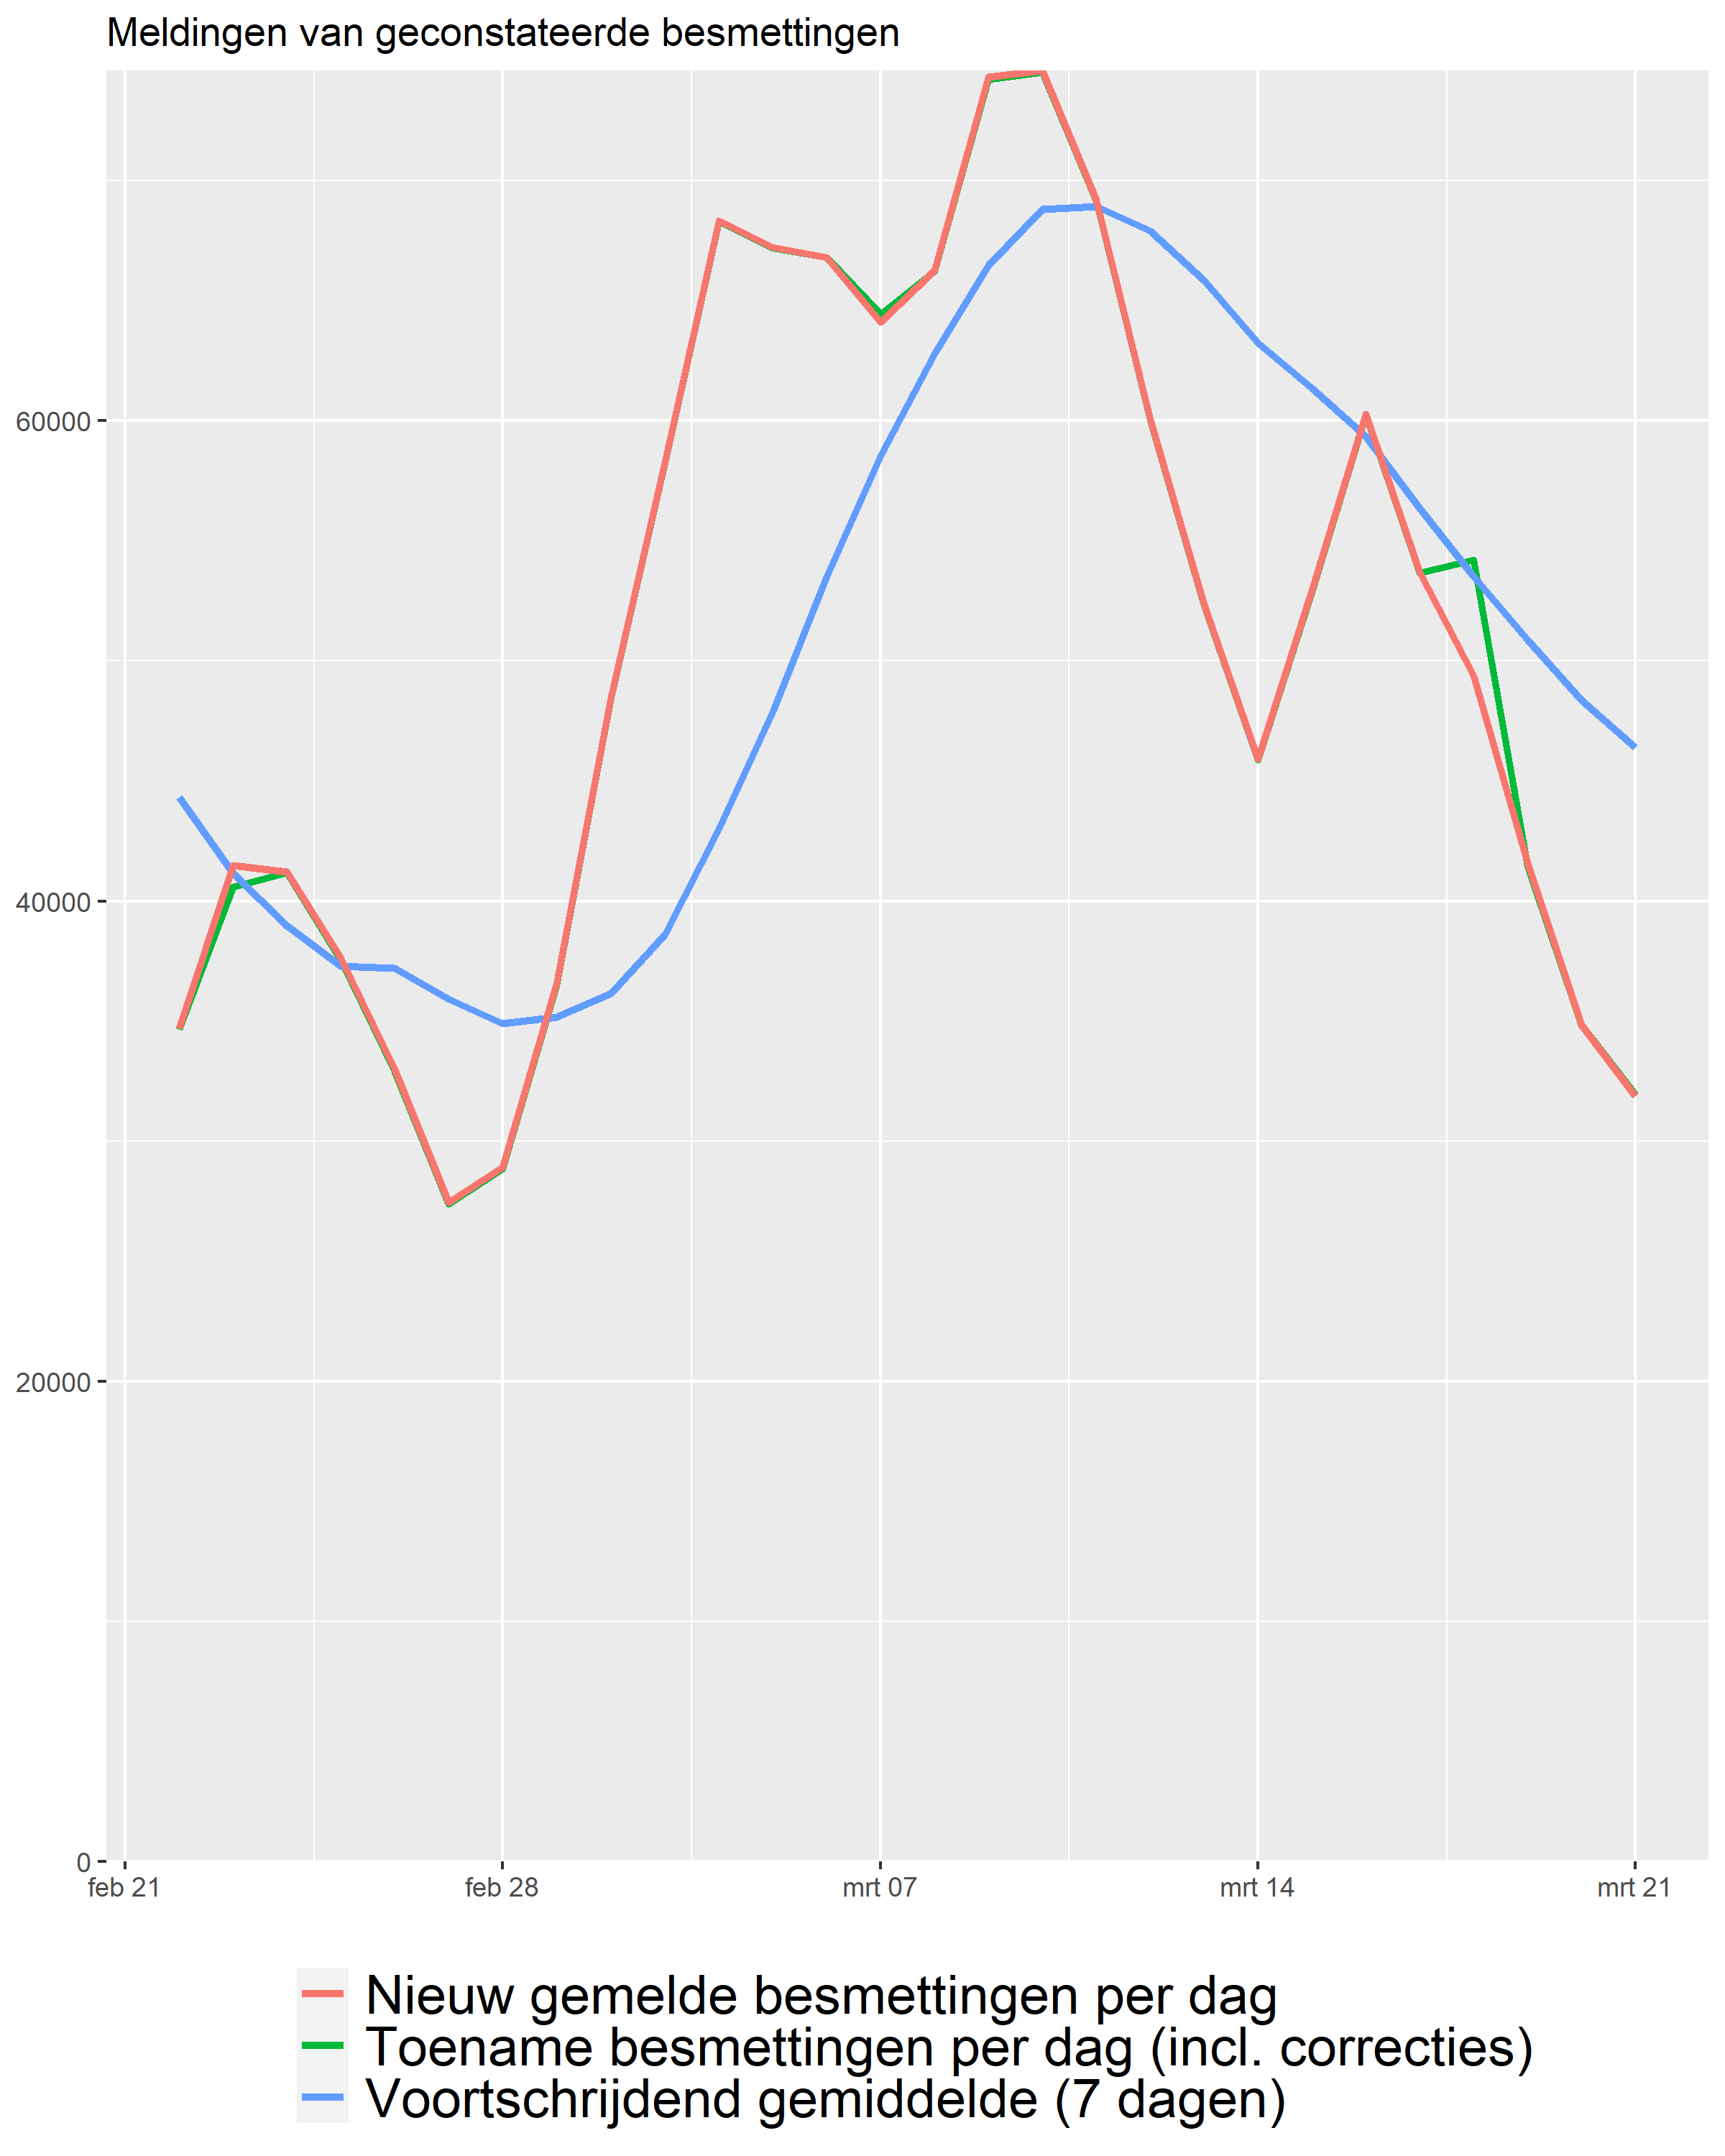 Meldingen van geconstateerde besmettingen
60000
40000
20000
0
feb 21
feb 28
mrt 07
mrt 14
mrt 21
Nieuw gemelde besmettingen per dag
Toename besmettingen per dag (incl. correcties)
Voortschrijdend gemiddelde (7 dagen)